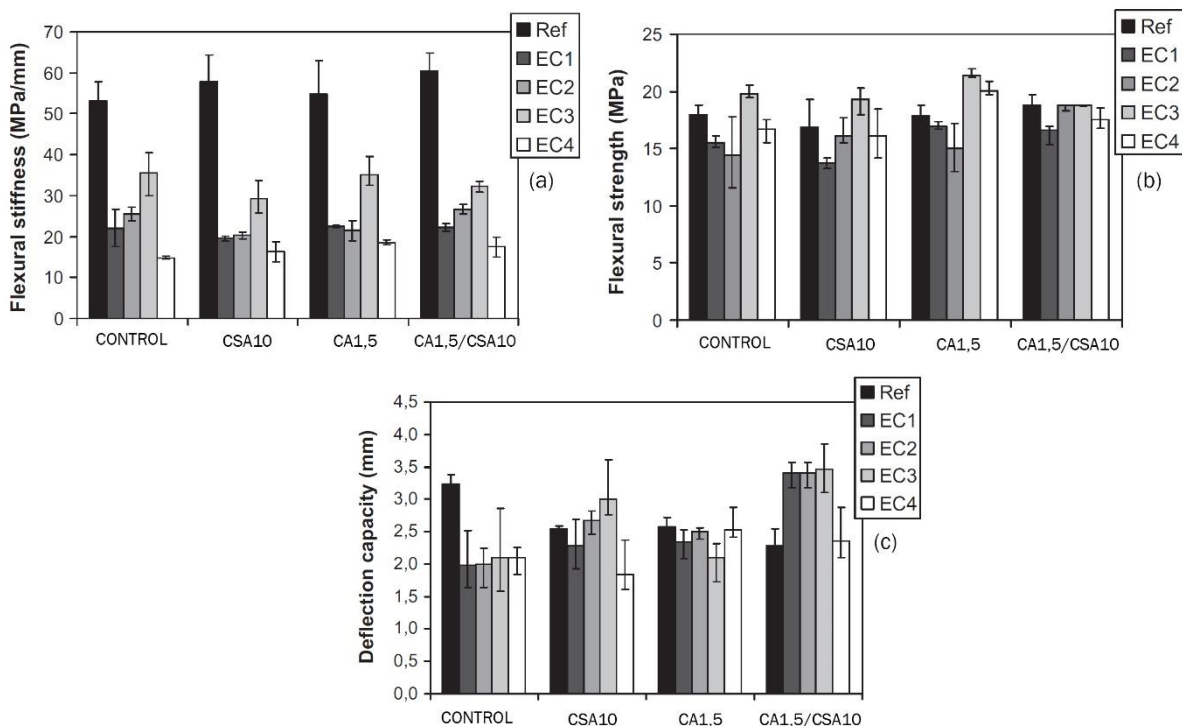 Flexural stiffness (MPa/mm)
70
60
50
40
30
20
10
0
CONTROL
CSA10
CA1,5
CA1,5/CSA10
Ref
EC1
EC2
EC3
EC4
(a)
Flexural strength (MPa)
25
20
15
10
5
0
CONTROL
CSA10
CA1,5
CA1,5/CSA10
Ref
EC1
EC2
EC3
EC4
(b)
Deflection capacity (mm)
4,5
4,0
3,5
3,0
2,5
2,0
1,5
1,0
0,5
0,0
CONTROL
CSA10
CA1,5
CA1,5/CSA10
Ref
EC1
EC2
EC3
EC4
(c)